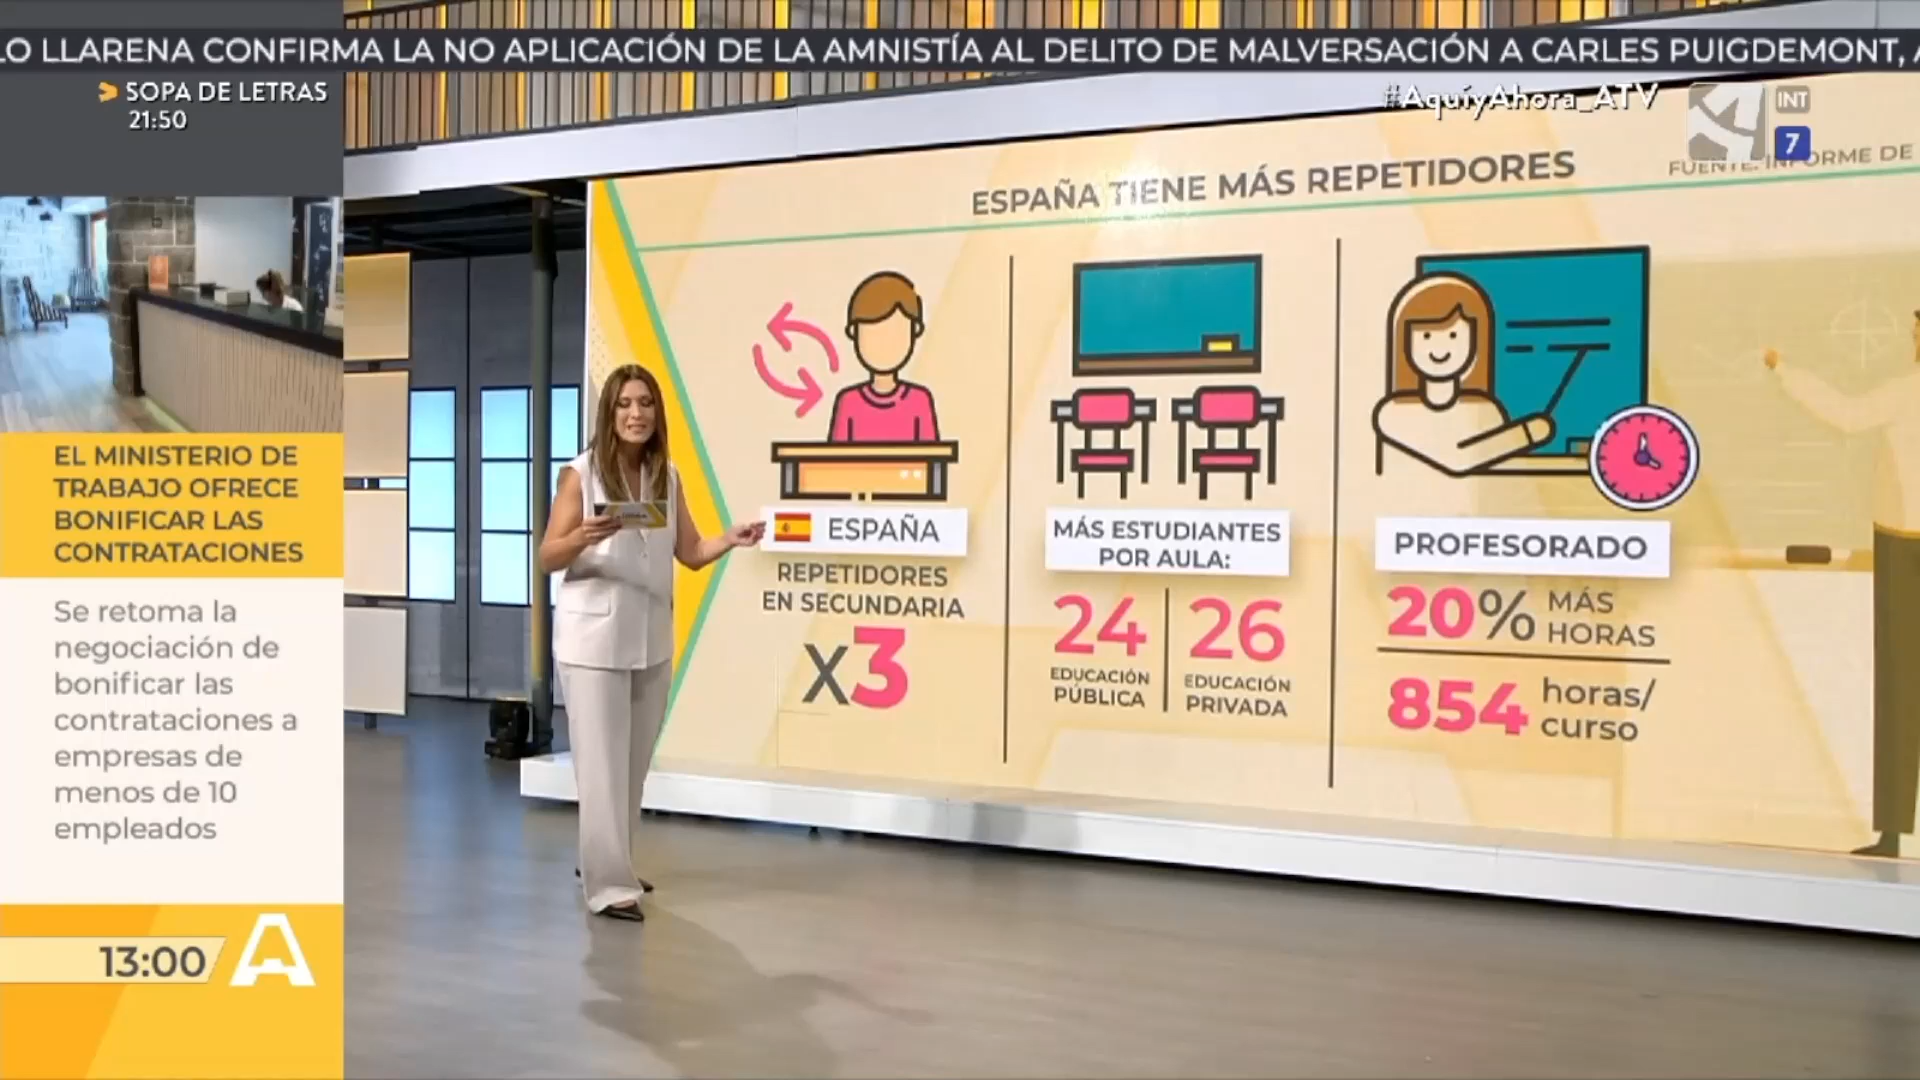 LO LLARENA CONFIRMA LA NO APLICACIÓN DE LA AMNISTÍA AL DELITO DE MALVERSACIÓN A CARLES PUIGDEMONT,
SOPA DE LETRAS
21:50
#AquíyAhora_ATV
INT
7
EL MINISTERIO DE
TRABAJO OFRECE
BONIFICAR LAS
CONTRATACIONES
Se retoma la
negociación de
bonificar las
contrataciones a
empresas de
menos de 10
empleados
13:00
ESPAÑA TIENE MÁS REPETIDORES
FUENTE: INFORME DE
ESPAÑA
REPETIDORES
EN SECUNDARIA
X3
MÁS ESTUDIANTES
POR AULA:
24
EDUCACIÓN
PÚBLICA
26
EDUCACIÓN
PRIVADA
PROFESORADO
20% MÁS
HORAS
854 horas/
curso